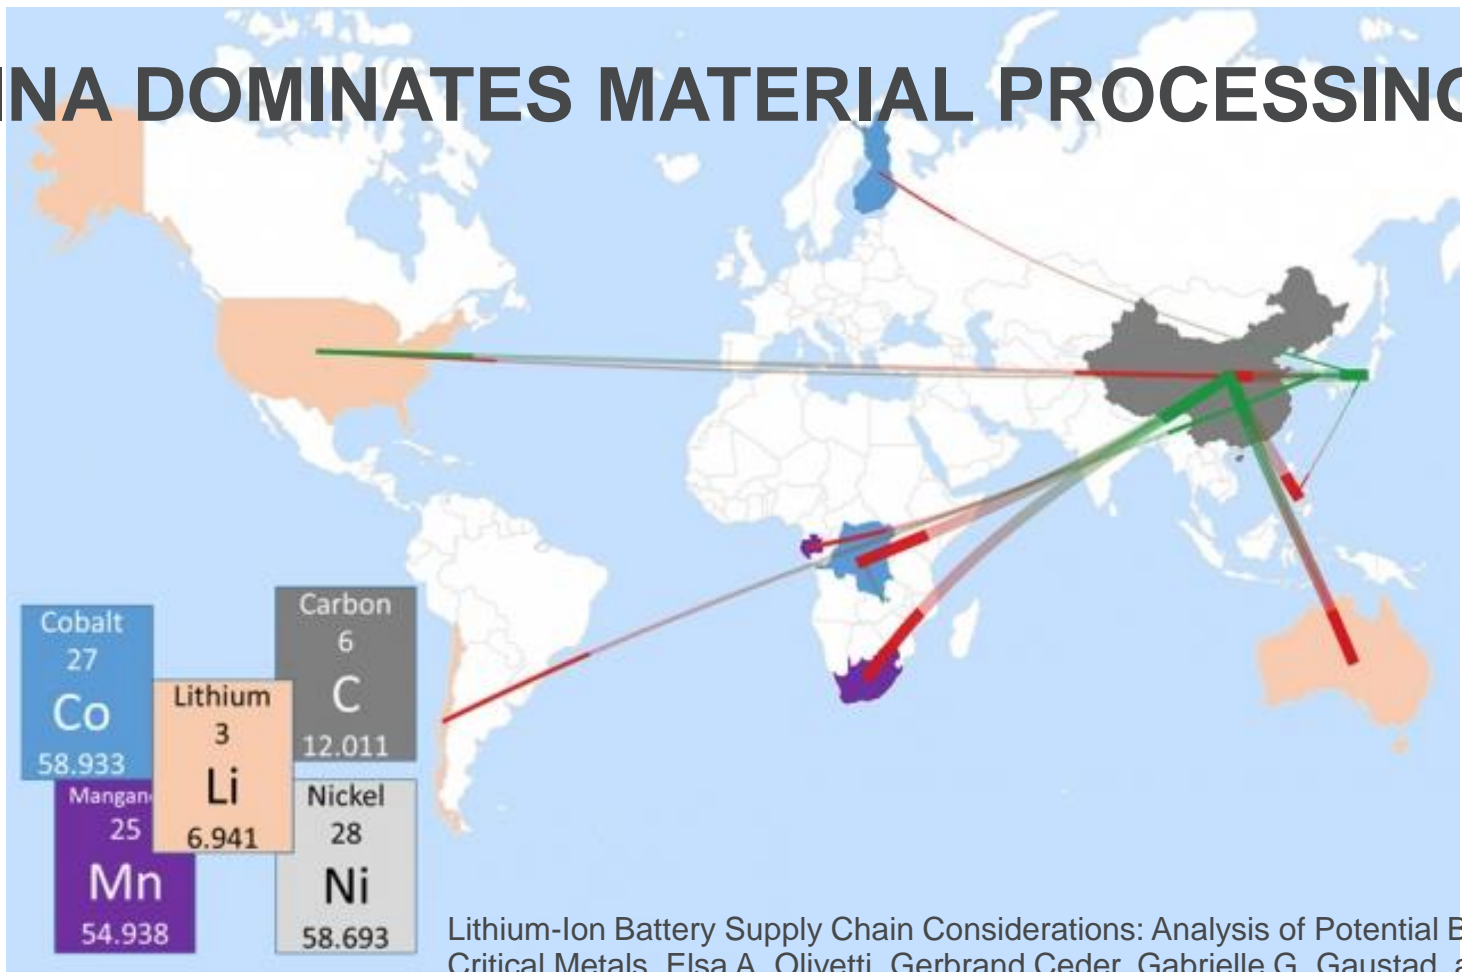 INA DOMINATES MATERIAL PROCESSING
Cobalt
27
Co
58.933
Carbon
6
C
12.011
Lithium
3
Li
6.941
Mangan
25
Mn
54.938
Nickel
28
Ni
58.693
Lithium-Ion Battery Supply Chain Considerations: Analysis of Potential B
Critical Metals, Elsa A. Olivetti, Gerbrand Ceder, Gabrielle G. Gaustad, a